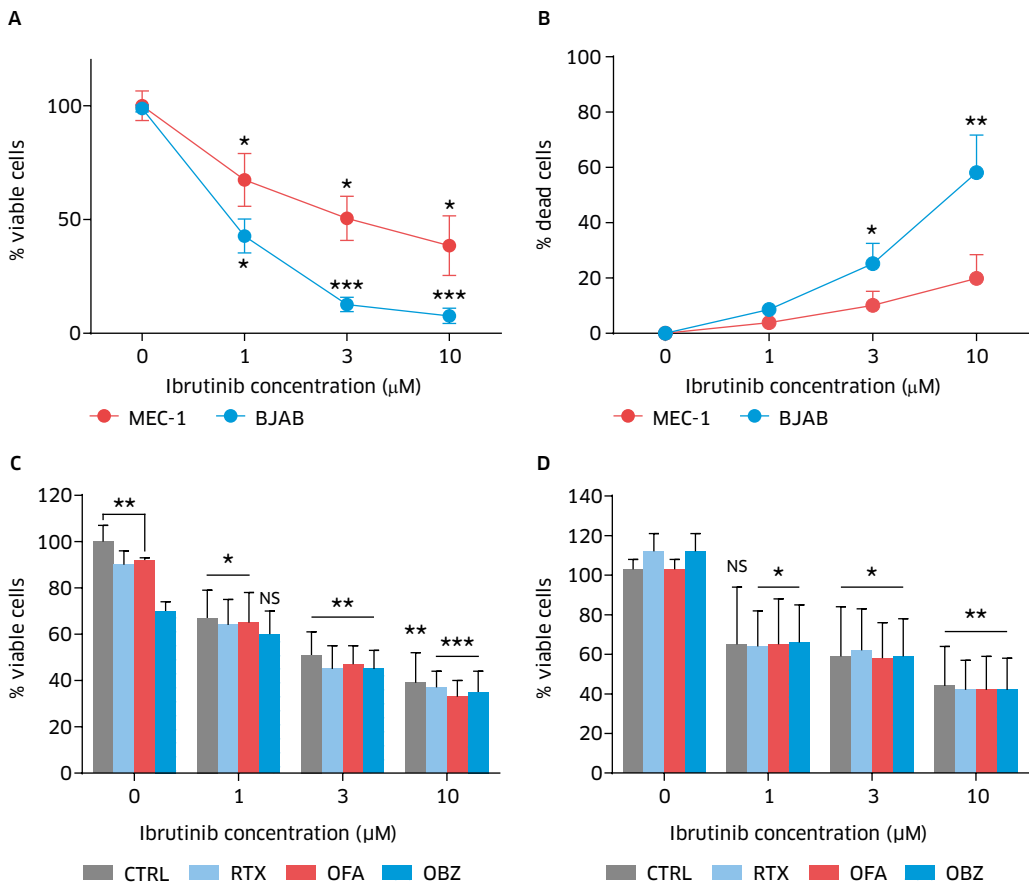 A
% viable cells
100
50
0
*
*
*
*
***
***
0 1 3 10
Ibrutinib concentration (μM)
MEC-1 BJAB
B
% dead cells
100
80
60
40
20
0
*
**
0 1 3 10
Ibrutinib concentration (μM)
MEC-1 BJAB
C
% viable cells
120
100
80
60
40
20
0
**
*
NS
**
**
***
0 1 3 10
Ibrutinib concentration (µM)
CTRL RTX OFA OBZ
D
% viable cells
140
120
100
80
60
40
20
0
NS
*
*
**
0 1 3 10
Ibrutinib concentration (µM)
CTRL RTX OFA OBZ